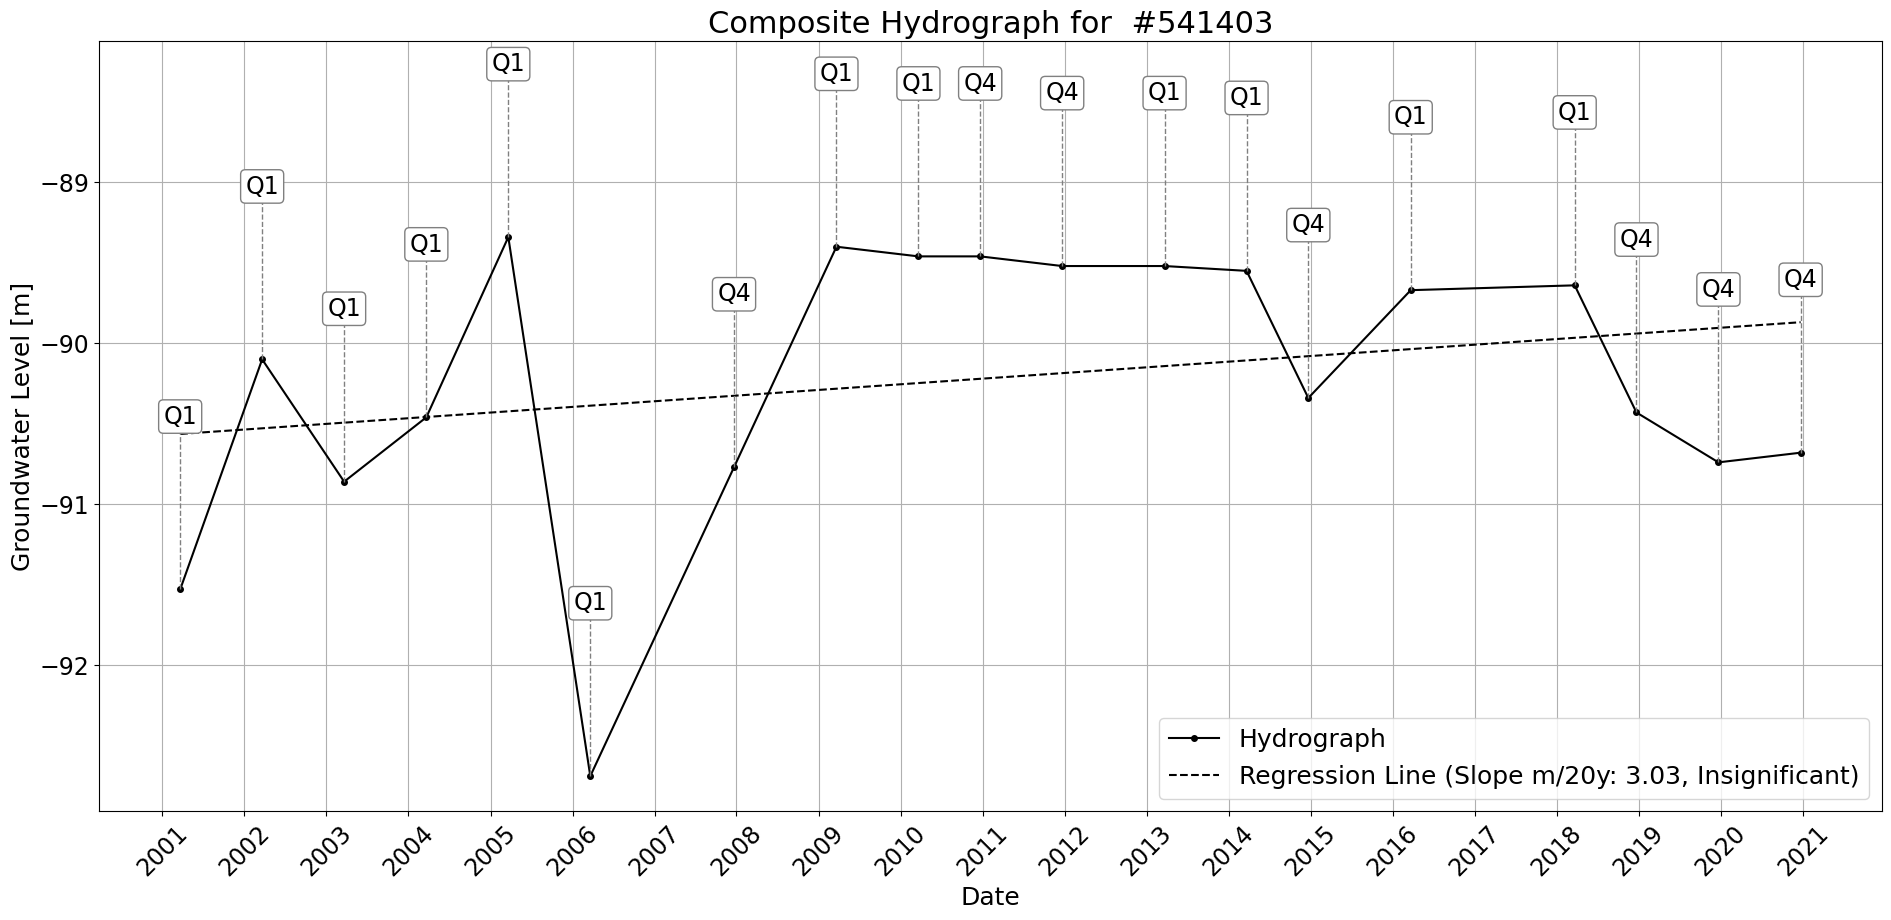 Composite Hydrograph for  #541403
Groundwater Level [m]
−89
−90
−91
−92
Q1
Q1
Q1
Q1
Q1
Q1
Q4
Q1
Q1
Q4
Q4
Q1
Q1
Q4
Q1
Q1
Q4
Q4
Q4
Hydrograph
Regression Line (Slope m/20y: 3.03, Insignificant)
2001
2002
2003
2004
2005
2006
2007
2008
2009
2010
2011
2012
2013
2014
2015
2016
2017
2018
2019
2020
2021
Date